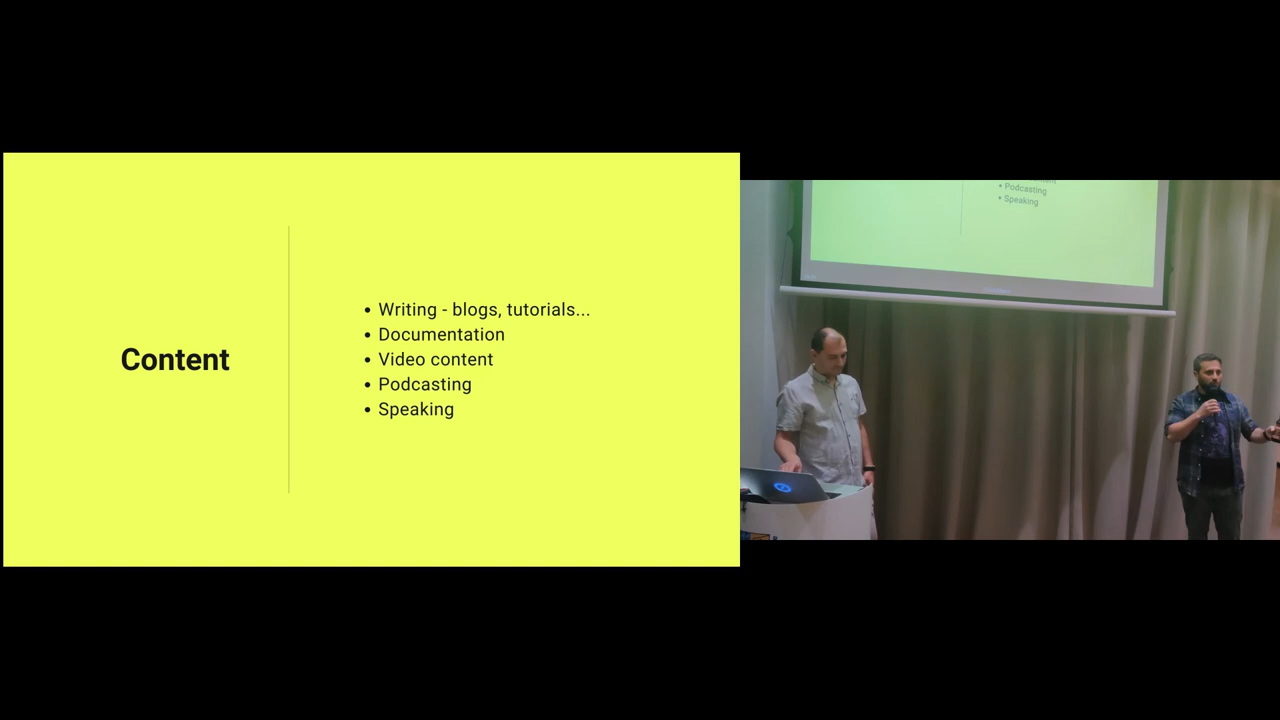 Content
• Writing - blogs, tutorials...
• Documentation
• Video content
• Podcasting
• Speaking
• Podcasting
• Speaking